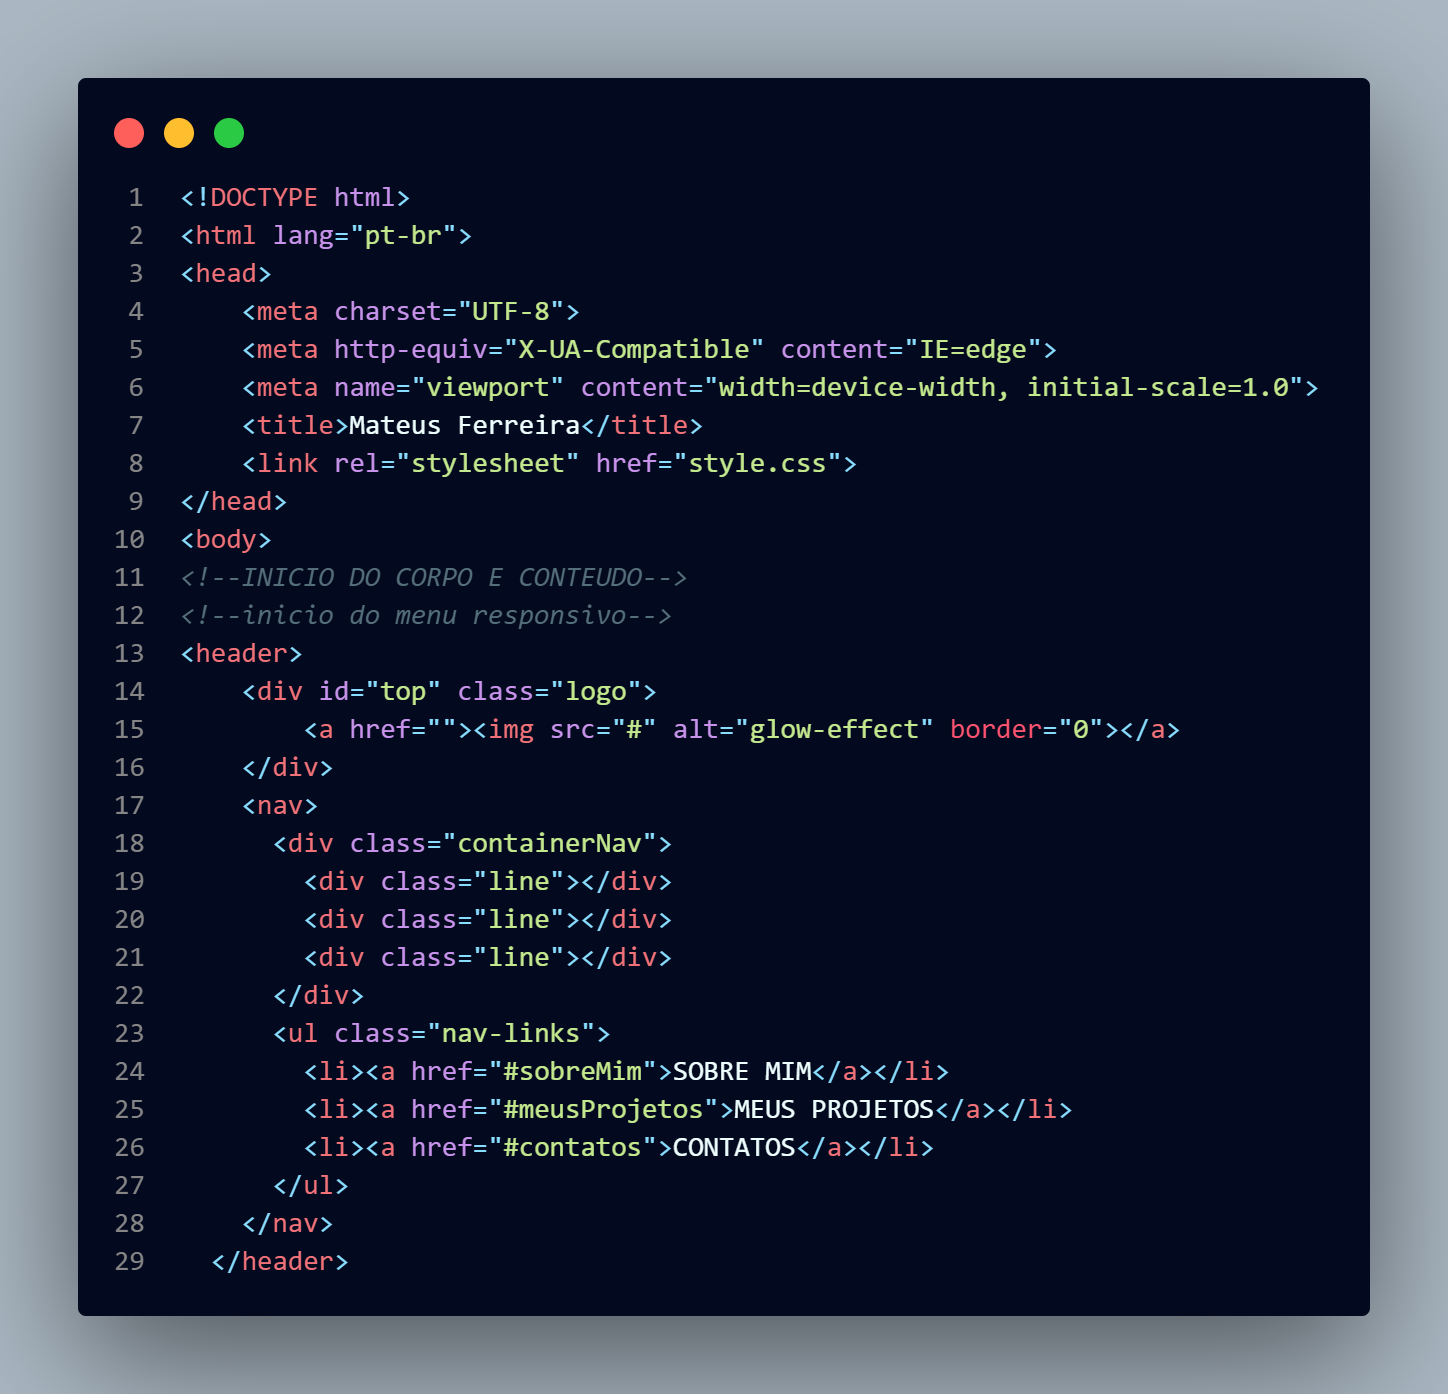 1 <!DOCTYPE html>
2 <html lang="pt-br">
3 <head>
4     <meta charset="UTF-8">
5     <meta http-equiv="X-UA-Compatible" content="IE=edge">
6     <meta name="viewport" content="width=device-width, initial-scale=1.0">
7     <title>Mateus Ferreira</title>
8     <link rel="stylesheet" href="style.css">
9 </head>
10 <body>
11 <!--INICIO DO CORPO E CONTEUDO-->
12 <!--inicio do menu responsivo-->
13 <header>
14     <div id="top" class="logo">
15         <a href=""><img src="#" alt="glow-effect" border="0"></a>
16     </div>
17     <nav>
18       <div class="containerNav">
19         <div class="line"></div>
20         <div class="line"></div>
21         <div class="line"></div>
22       </div>
23       <ul class="nav-links">
24         <li><a href="#sobreMim">SOBRE MIM</a></li>
25         <li><a href="#meusProjetos">MEUS PROJETOS</a></li>
26         <li><a href="#contatos">CONTATOS</a></li>
27       </ul>
28     </nav>
29   </header>